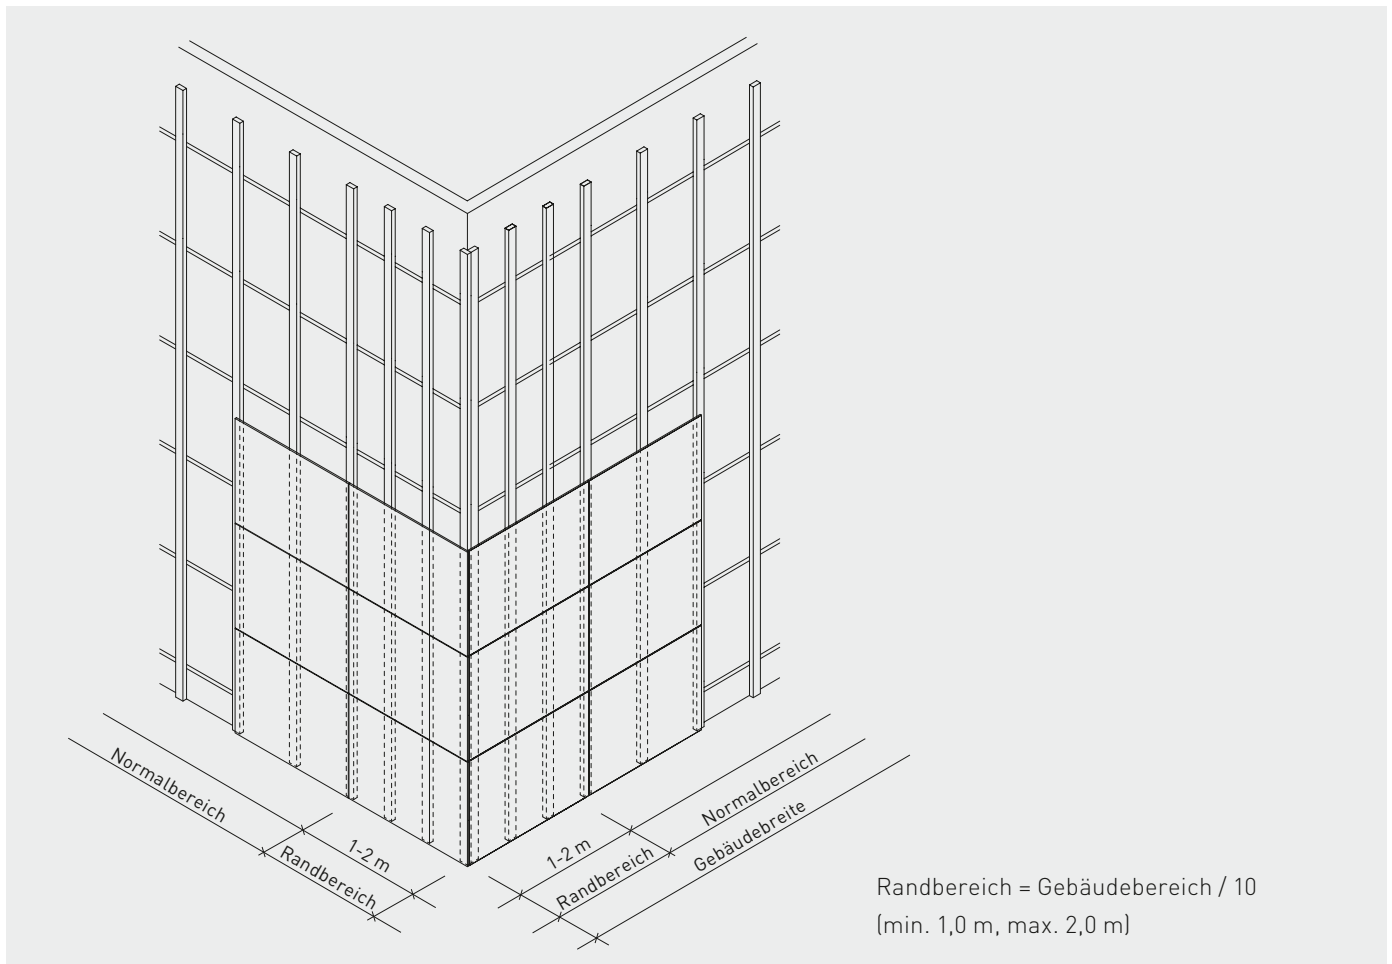 Normalbereich
1-2 m
Randbereich
1-2 m
Randbereich
Normalbereich
Gebäudebreite
Randbereich = Gebäudebereich / 10
(min. 1,0 m, max. 2,0 m)